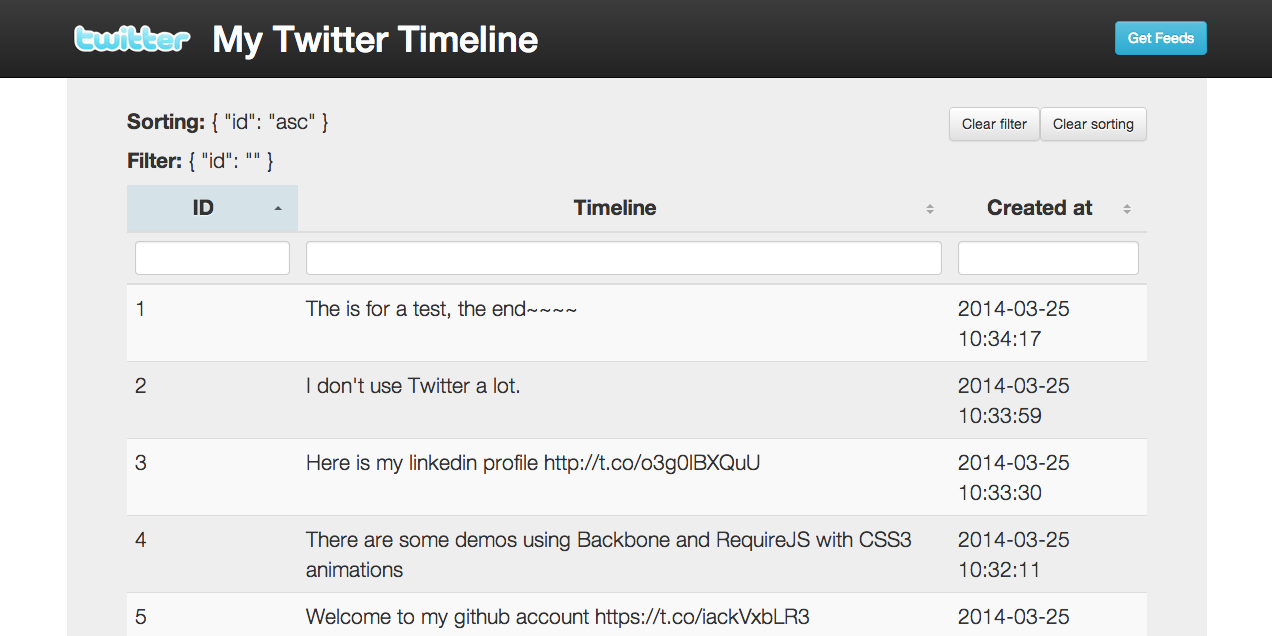 twitter My Twitter Timeline Get Feeds
Sorting: { "id": "asc" } Clear filter Clear sorting
Filter: { "id": "" }
ID Timeline Created at
1 The is for a test, the end~~~~ 2014-03-25
10:34:17
2 I don't use Twitter a lot. 2014-03-25
10:33:59
3 Here is my linkedin profile http://t.co/o3g0lBXQuU 2014-03-25
10:33:30
4 There are some demos using Backbone and RequireJS with CSS3 2014-03-25
animations 10:32:11
5 Welcome to my github account https://t.co/iackVxbLR3 2014-03-25